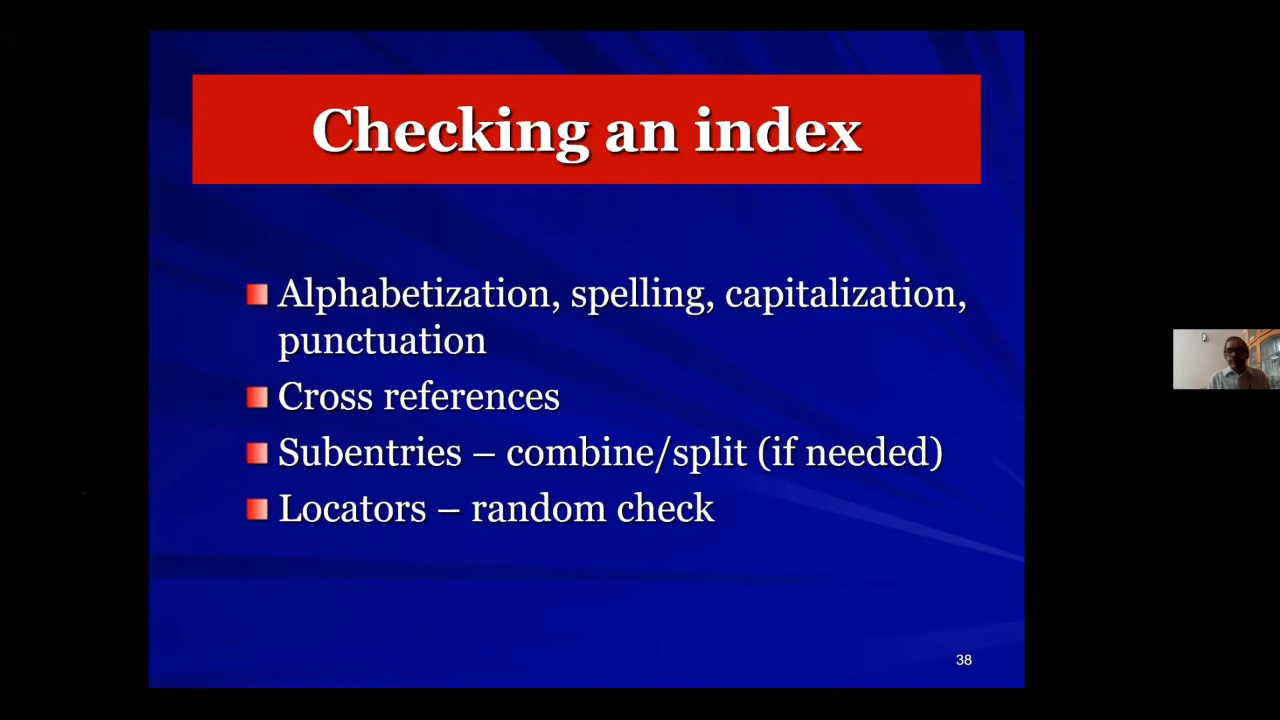 Checking an index
Alphabetization, spelling, capitalization,
punctuation
Cross references
Subentries – combine/split (if needed)
Locators – random check
38